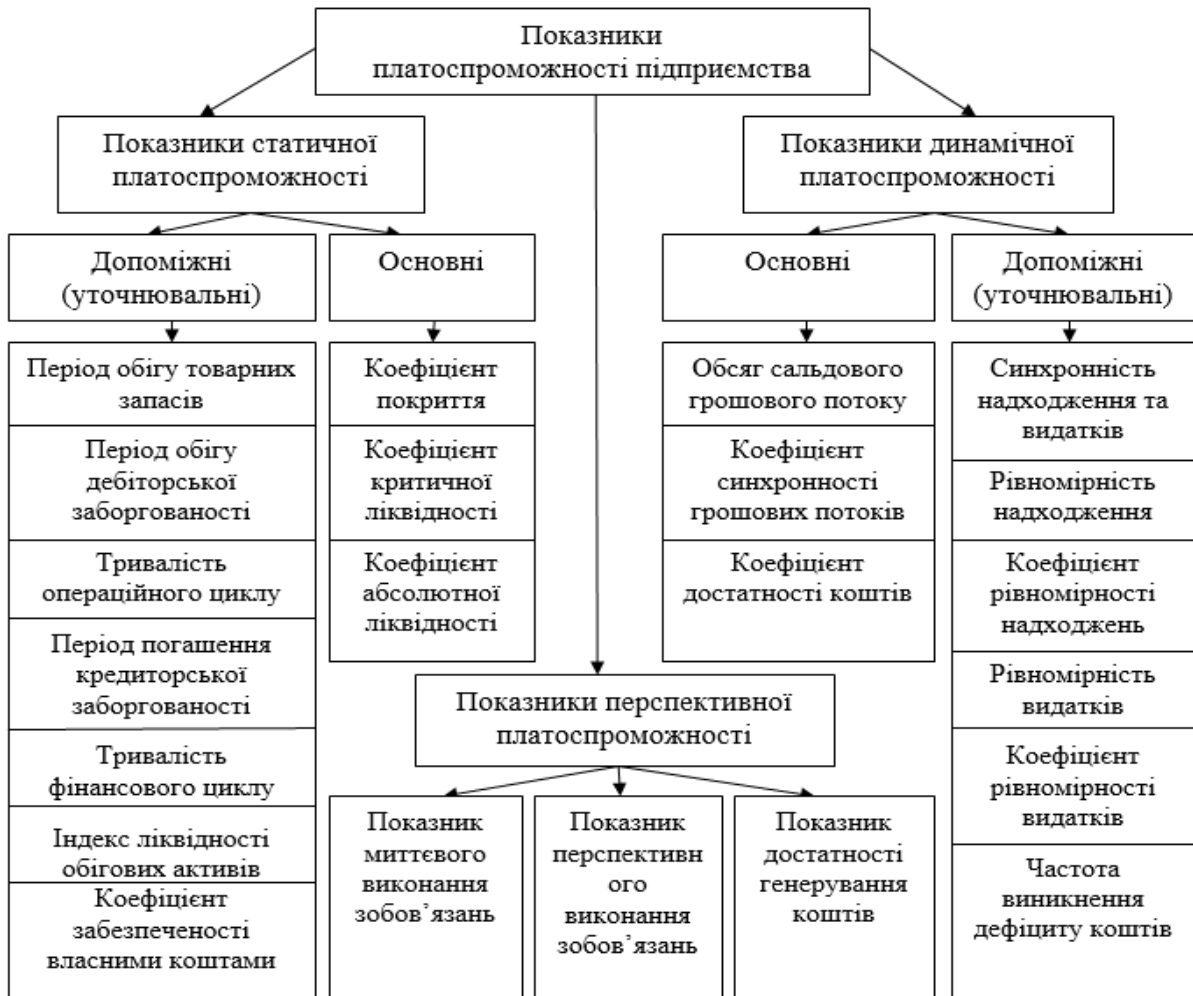 Показники
платоспроможності підприємства
Показники статичної
платоспроможності
Показники динамічної
платоспроможності
Допоміжні
(уточнювальні)
Основні
Основні
Допоміжні
(уточнювальні)
Період обігу товарних
запасів
Період обігу
дебіторської
заборгованості
Тривалість
операційного циклу
Період погашення
кредиторської
заборгованості
Тривалість
фінансового циклу
Індекс ліквідності
обігових активів
Коефіцієнт
забезпеченості
власними коштами
Коефіцієнт
покриття
Коефіцієнт
критичної
ліквідності
Коефіцієнт
абсолютної
ліквідності
Обсяг сальдового
грошового потоку
Коефіцієнт
синхронності
грошових потоків
Коефіцієнт
достатності коштів
Синхронність
надходження та
видатків
Рівномірність
надходження
Коефіцієнт
рівномірності
надходжень
Рівномірність
видатків
Коефіцієнт
рівномірності
видатків
Частота
виникнення
дефіциту коштів
Показники перспективної
платоспроможності
Показник
миттєвого
виконання
зобов’язань
Показник
перспективн
ого
виконання
зобов’язань
Показник
достатності
генерування
коштів